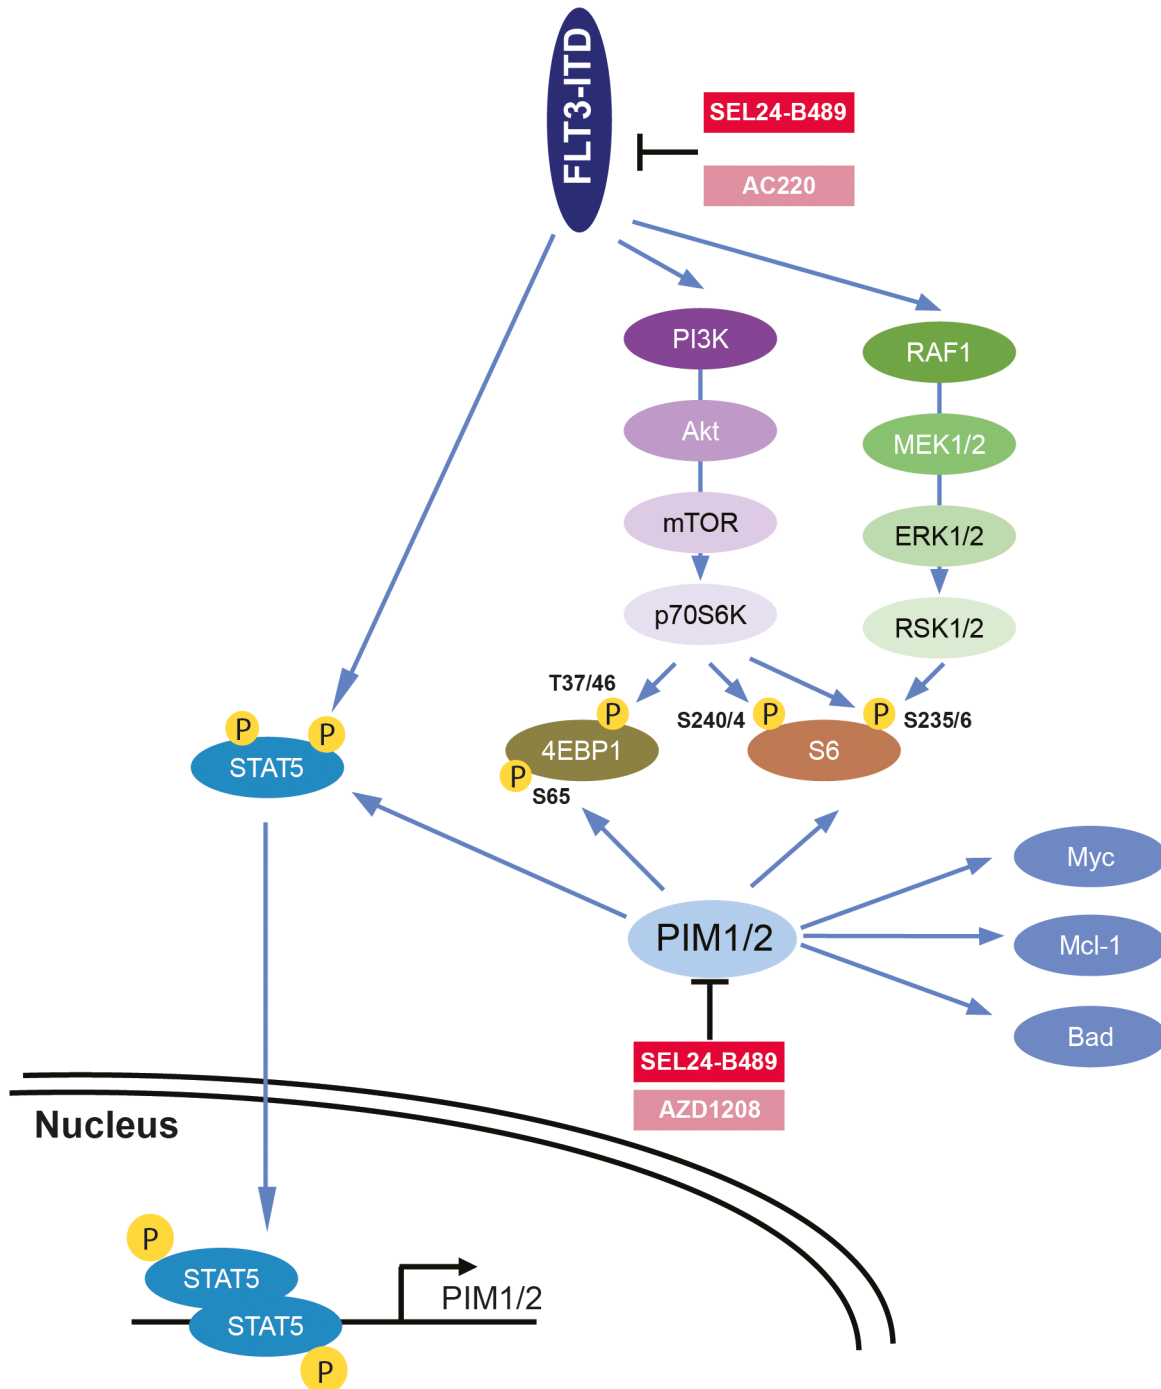 FLT3-ITD
SEL24-B489
AC220
PI3K
RAF1
Akt
MEK1/2
mTOR
ERK1/2
p70S6K
RSK1/2
T37/46
P
S240/4
P
P
S235/6
P
P
STAT5
4EBP1
S6
P
S65
Myc
PIM1/2
Mcl-1
Bad
SEL24-B489
AZD1208
Nucleus
P
STAT5
PIM1/2
STAT5
P